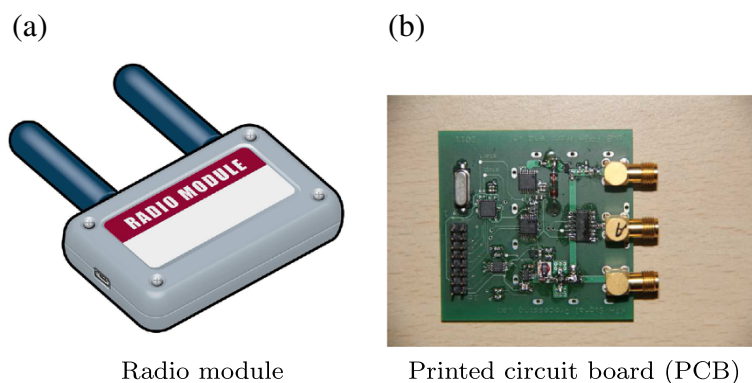 (a)
(b)
RADIO MODULE
A
Radio module
Printed circuit board (PCB)